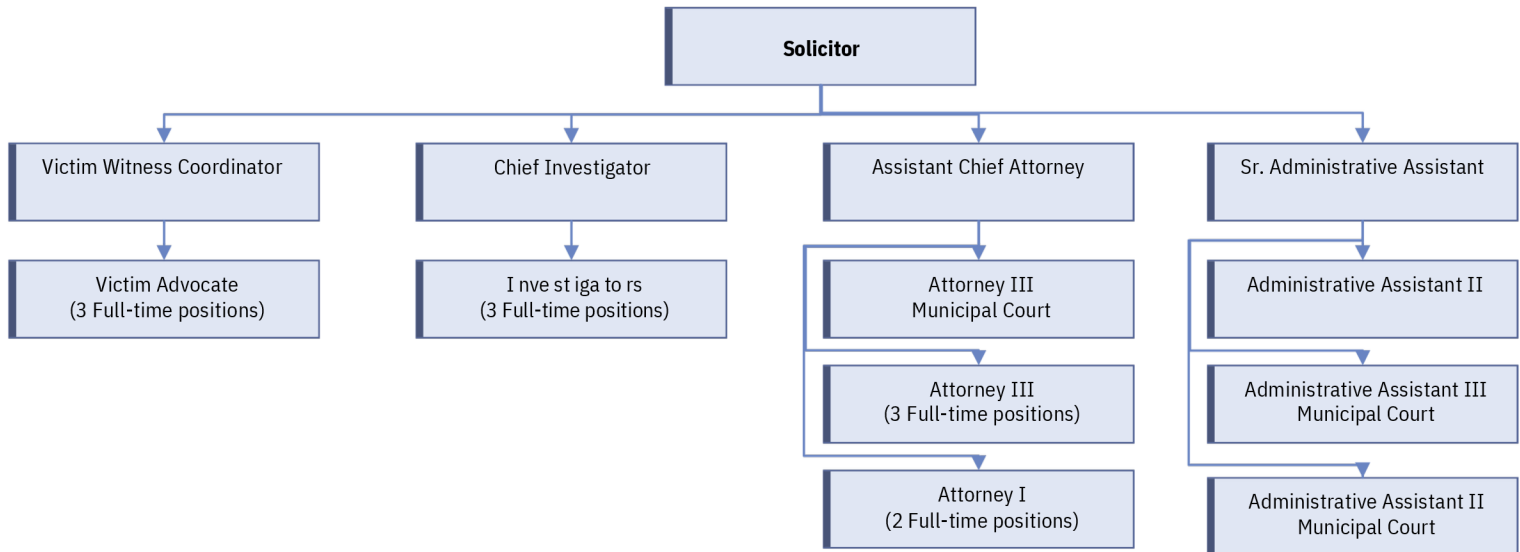 Solicitor
Victim Witness Coordinator
Chief Investigator
Assistant Chief Attorney
Sr. Administrative Assistant
Victim Advocate
(3 Full-time positions)
I nve st iga to rs
(3 Full-time positions)
Attorney III
Municipal Court
Administrative Assistant II
Attorney III
(3 Full-time positions)
Administrative Assistant III
Municipal Court
Attorney I
(2 Full-time positions)
Administrative Assistant II
Municipal Court